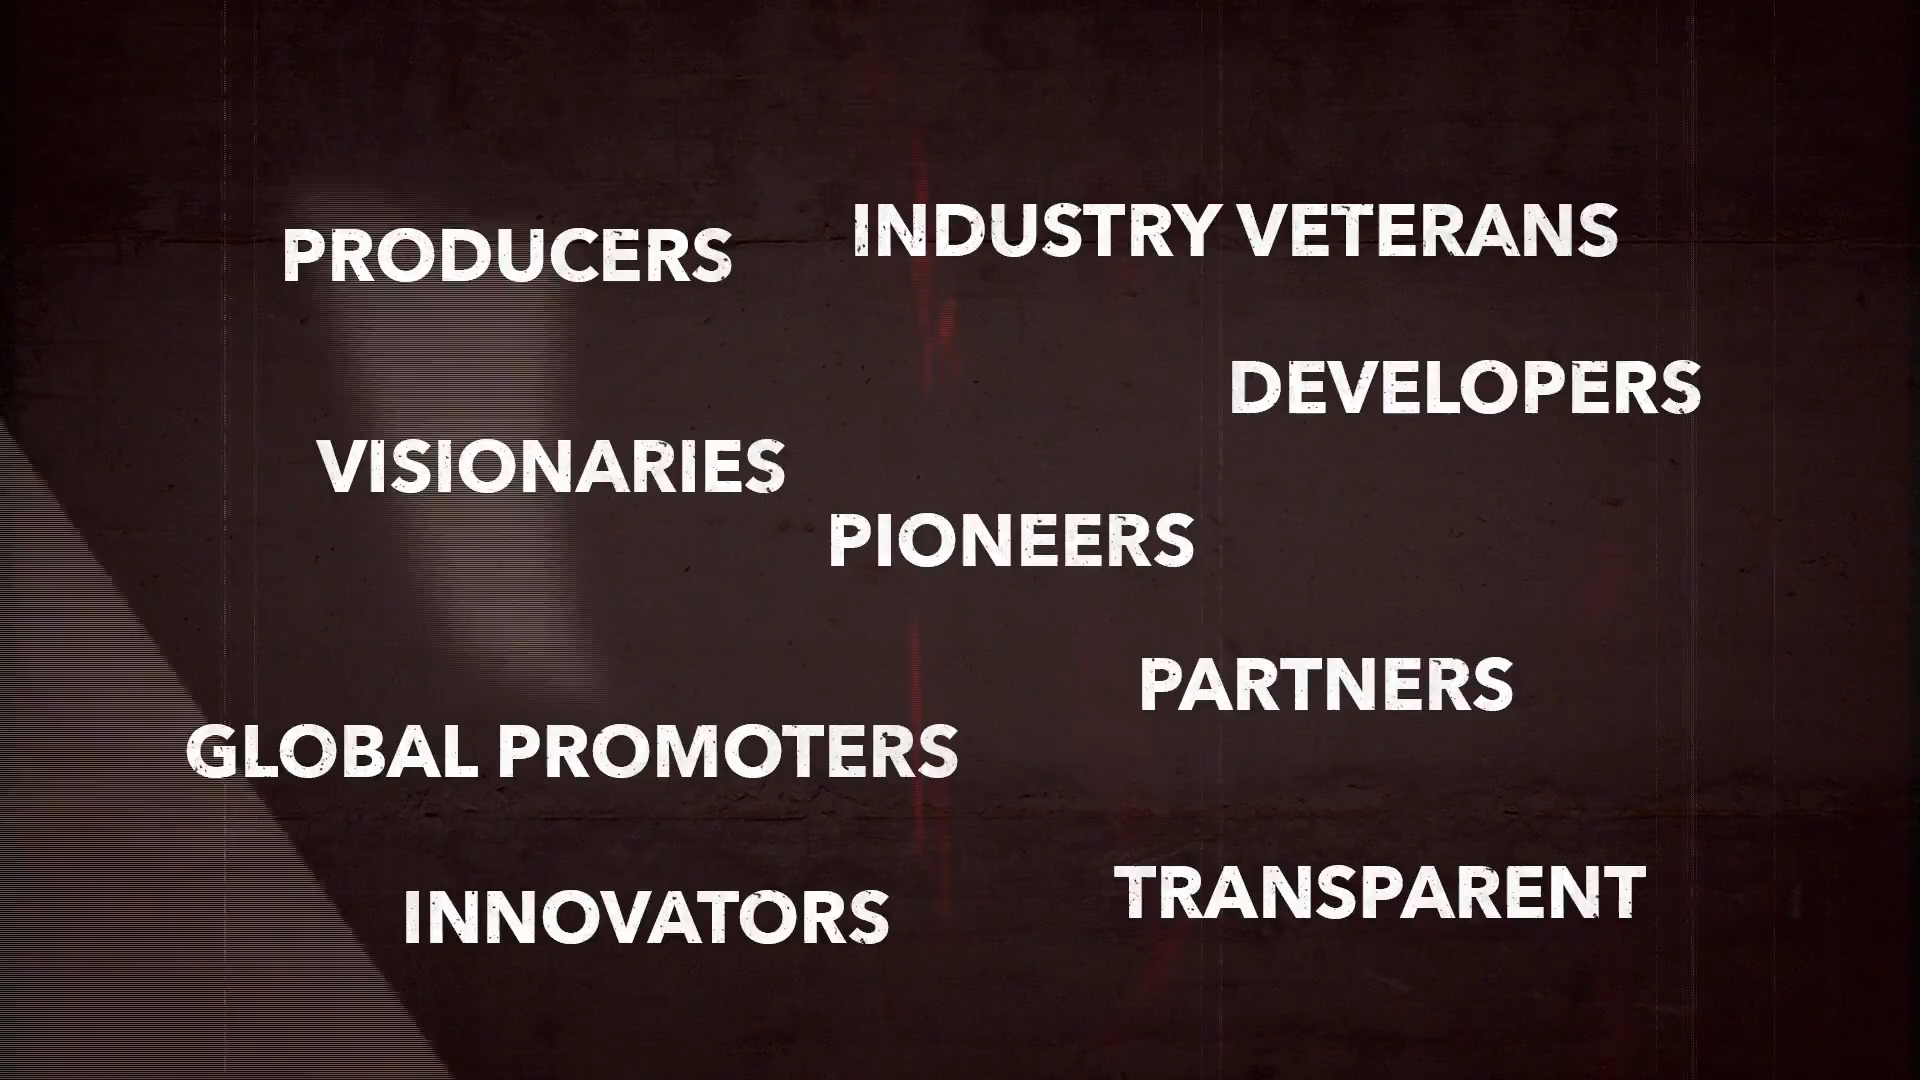 PRODUCERS
INDUSTRY VETERANS
DEVELOPERS
VISIONARIES
PIONEERS
PARTNERS
GLOBAL PROMOTERS
INNOVATORS
TRANSPARENT